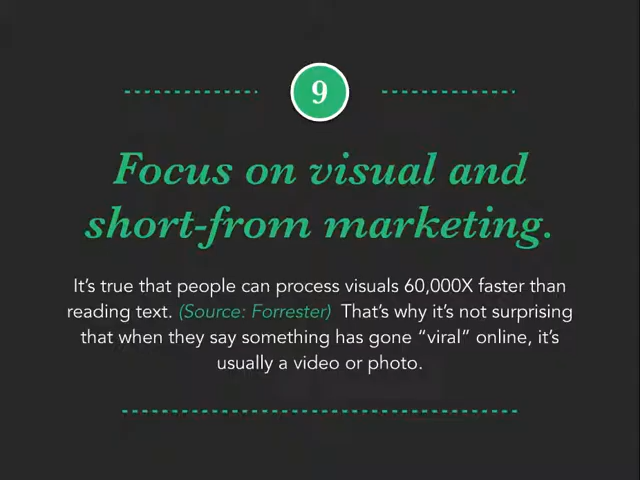 9
Focus on visual and
short-from marketing.
It's true that people can process visuals 60,000X faster than
reading text. (Source: Forrester) That's why it's not surprising
that when they say something has gone “viral” online, it's
usually a video or photo.